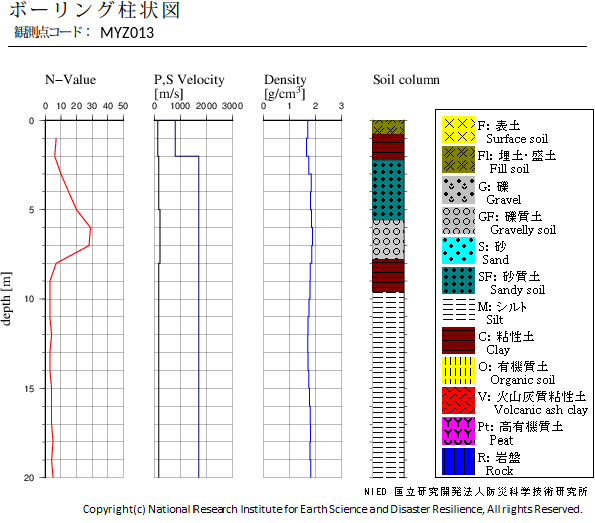 ボーリング柱状図
観測点コード： MYZ013
N-Value
P,S Velocity
Density
Soil column
[m/s]
[g/cm³]
0 10 20 30 40 50
0 1000 2000 3000
0 1 2 3
0
5
10
15
20
depth [m]
F: 表土
Surface soil
Fl: 埋土・盛土
Fill soil
G: 礫
Gravel
GF: 礫質土
Gravelly soil
S: 砂
Sand
SF: 砂質土
Sandy soil
M: シルト
Silt
C: 粘性土
Clay
O: 有機質土
Organic soil
V: 火山灰質粘性土
Volcanic ash clay
Pt: 高有機質土
Peat
R: 岩盤
Rock
NIED 国立研究開発法人防災科学技術研究所
Copyright(c) National Research Institute for Earth Science and Disaster Resilience, All rights Reserved.